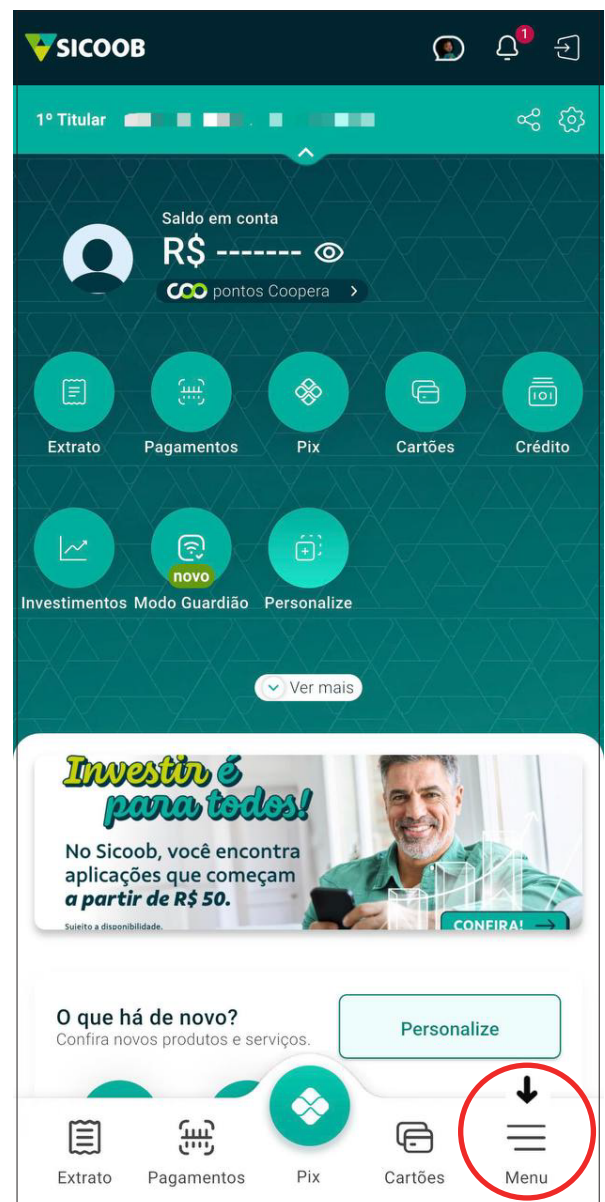 SICOOB
1
1º Titular
Saldo em conta
R$ -------
COO pontos Coopera
Extrato
Pagamentos
Pix
Cartões
Crédito
novo
Investimentos
Modo Guardião
Personalize
Ver mais
Investir é
para todos!
No Sicoob, você encontra
aplicações que começam
a partir de R$ 50.
Sujeito a disponibilidade.
CONFIRA!
O que há de novo?
Confira novos produtos e serviços.
Personalize
Extrato
Pagamentos
Pix
Cartões
Menu